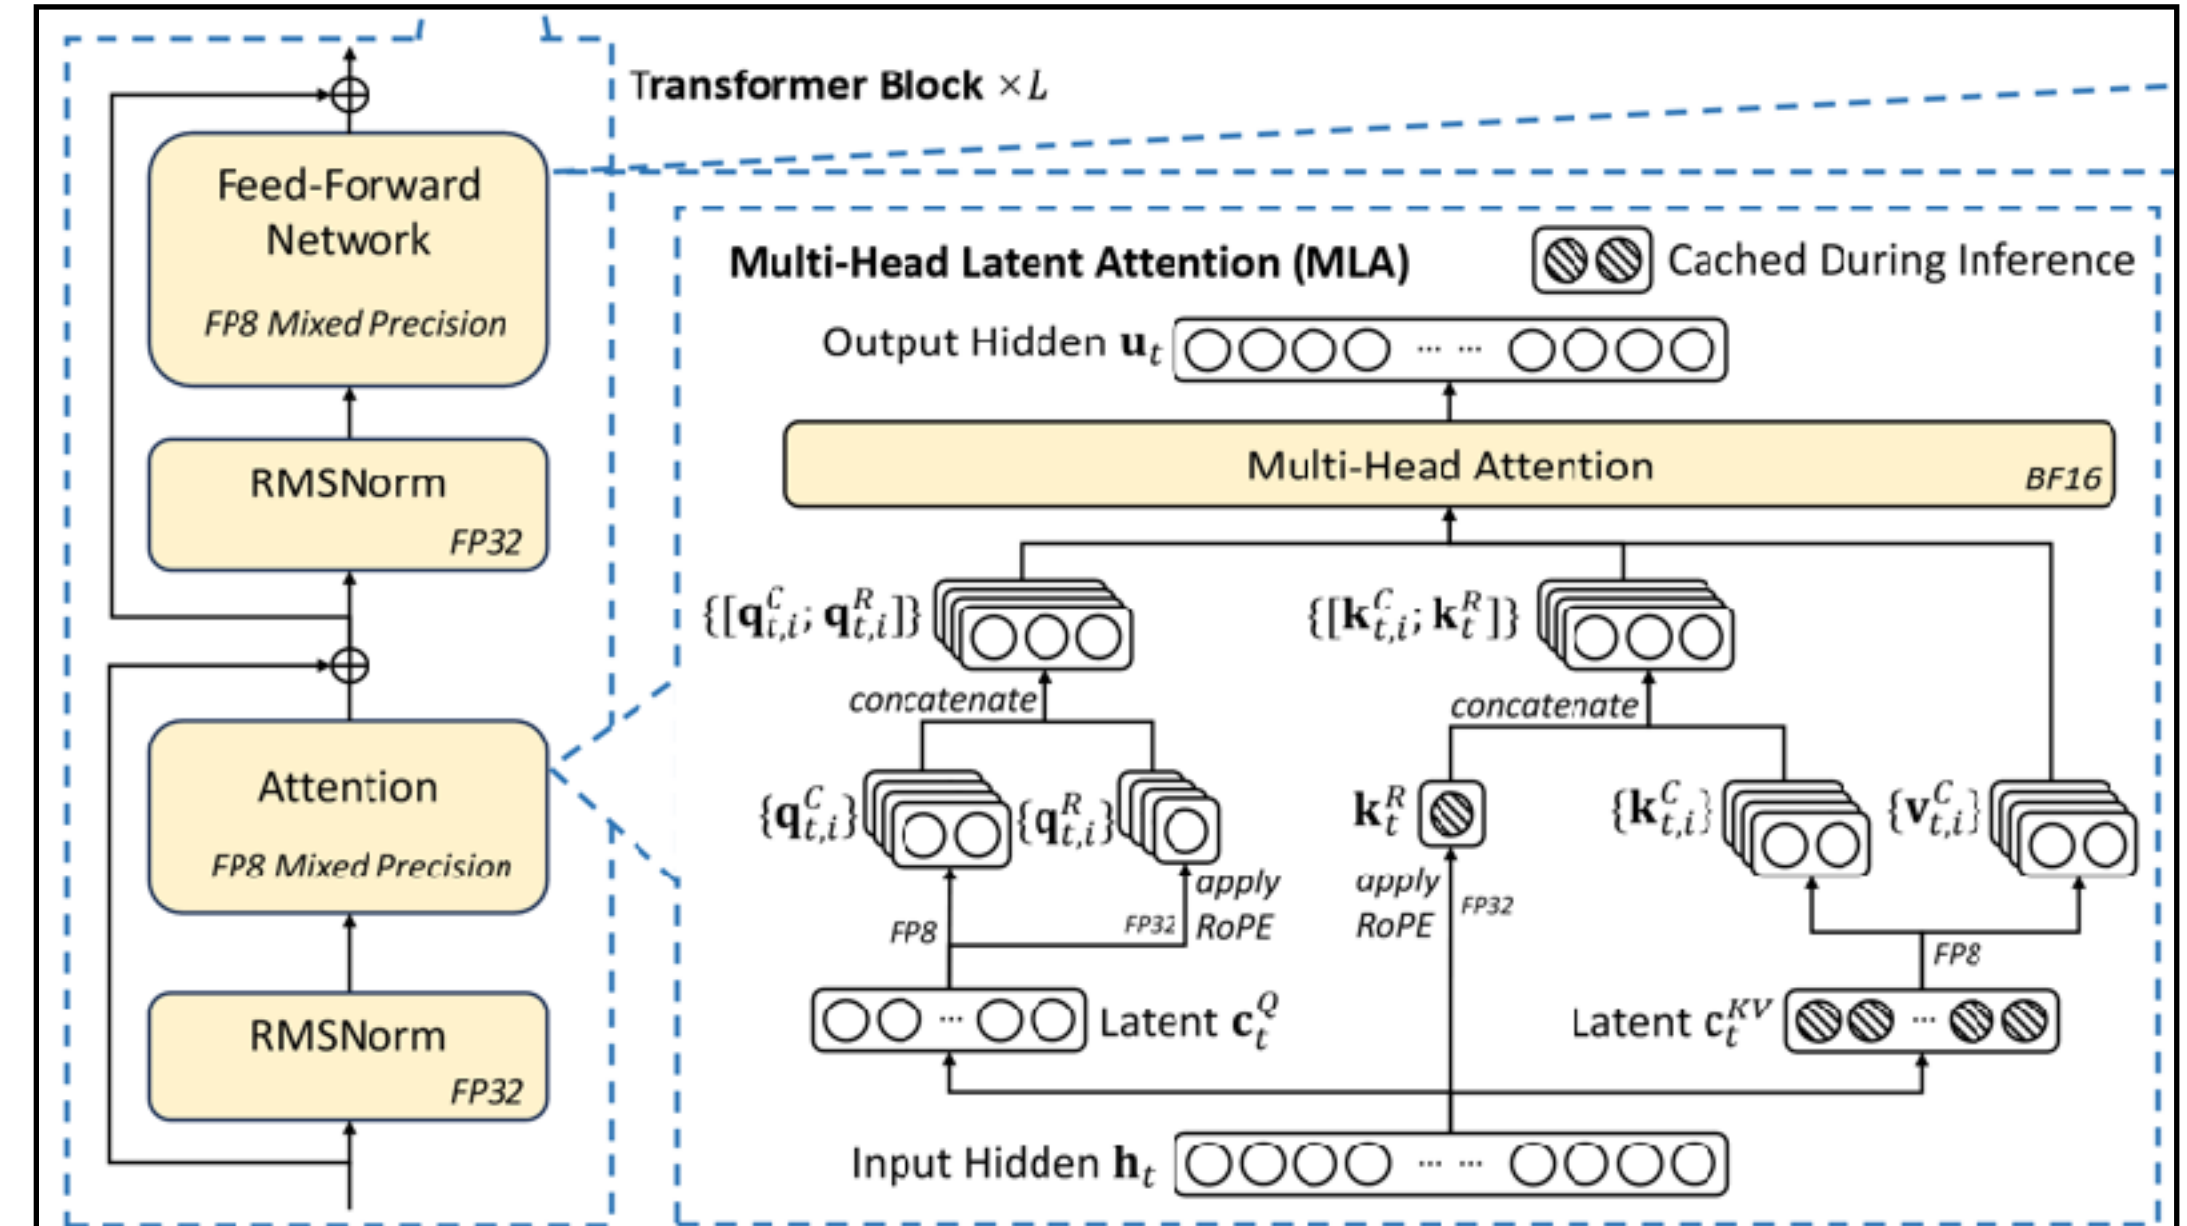 Transformer Block ×L
Feed-Forward
Network
FP8 Mixed Precision
RMSNorm
FP32
Attention
FP8 Mixed Precision
RMSNorm
FP32
Multi-Head Latent Attention (MLA)
Cached During Inference
Output Hidden u_t
Multi-Head Attention
BF16
{[q^C_{t,i}; q^R_{t,i}]}
{[k^C_{t,i}; k^R_t]}
concatenate
concatenate
{q^C_{t,i}}
{q^R_{t,i}}
k^R_t
{k^C_{t,i}}
{v^C_{t,i}}
FP8
FP32
apply
RoPE
apply
RoPE
FP32
FP8
Latent c^Q_t
Latent c^{KV}_t
... 
Input Hidden h_t